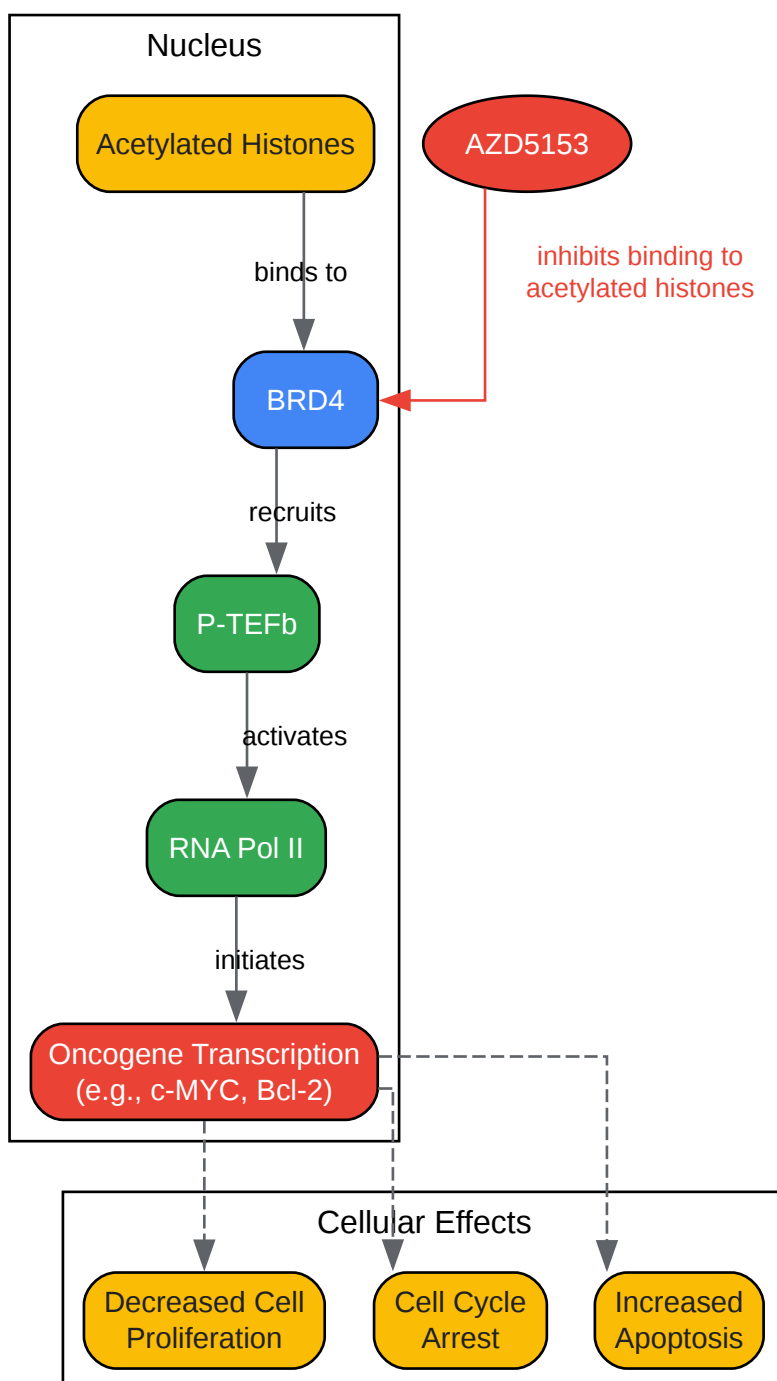 Nucleus
Acetylated Histones
AZD5153
inhibits binding to
acetylated histones
binds to
BRD4
recruits
P-TEFb
activates
RNA Pol II
initiates
Oncogene Transcription
(e.g., c-MYC, Bcl-2)
Cellular Effects
Decreased Cell
Proliferation
Cell Cycle
Arrest
Increased
Apoptosis